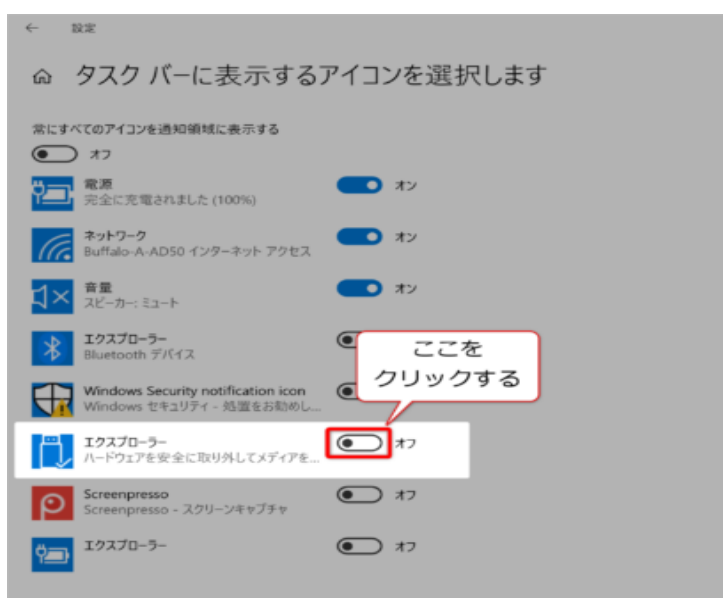 ← 設定
タスク バーに表示するアイコンを選択します
常にすべてのアイコンを通知領域に表示する
オフ
電源
オン
完全に充電されました (100%)
ネットワーク
オン
Buffalo-A-AD50 インターネット アクセス
音量
オン
スピーカー: ミュート
エクスプローラー
Bluetooth デバイス
ここを
クリックする
Windows Security notification icon
Windows セキュリティ - 処置をお勧めし...
エクスプローラー
オフ
ハードウェアを安全に取り外してメディアを...
Screenpresso
オフ
Screenpresso - スクリーンキャプチャ
エクスプローラー
オフ